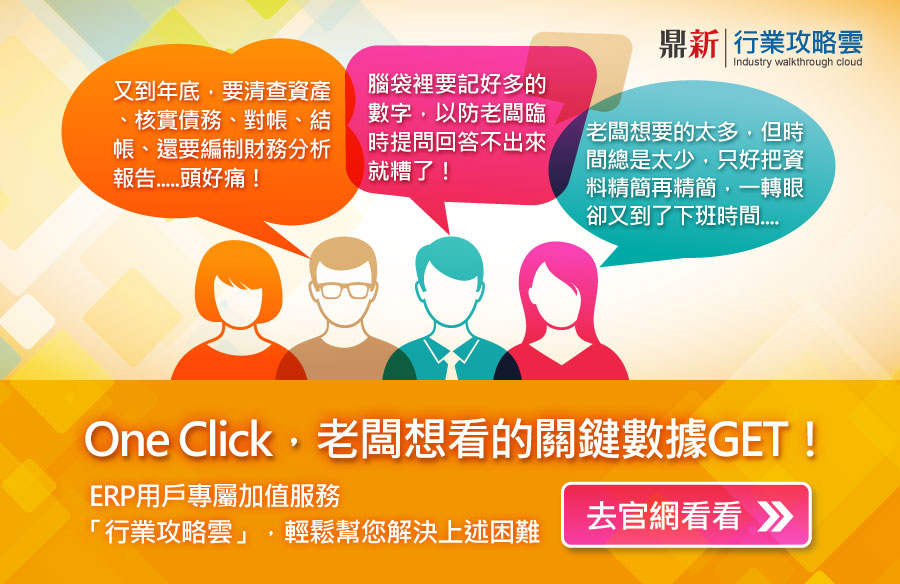 鼎新 行業攻略雲
Industry walkthrough cloud
又到年底，要清查資產
、核實債務、對帳、結
帳、還要編制財務分析
報告.....頭好痛！
腦袋裡要記好多的
數字，以防老闆臨
時提問回答不出來
就糟了！
老闆想要的太多，但時
間總是太少，只好把資
料精簡再精簡，一轉眼
卻又到了下班時間....
One Click，老闆想看的關鍵數據GET！
ERP用戶專屬加值服務
「行業攻略雲」，輕鬆幫您解決上述困難
去官網看看